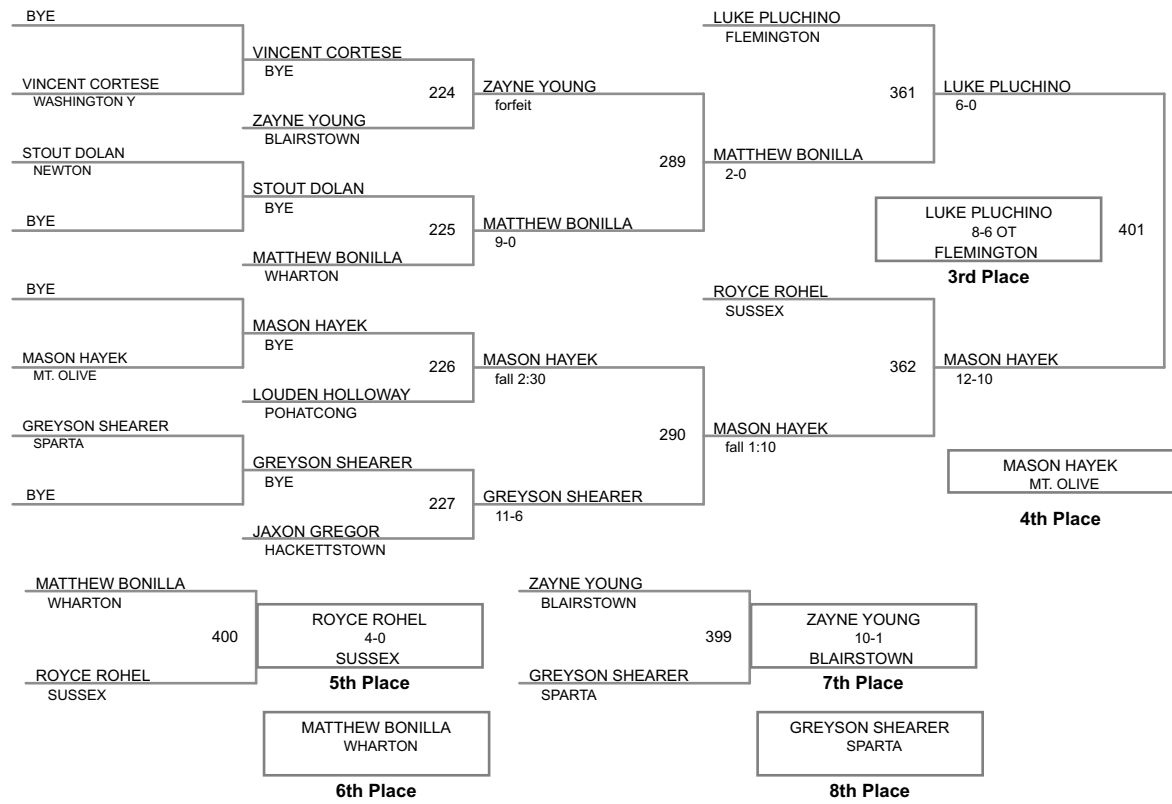 BYE
VINCENT CORTESE
WASHINGTON Y
STOUT DOLAN
NEWTON
BYE
BYE
MASON HAYEK
MT. OLIVE
GREYSON SHEARER
SPARTA
BYE
VINCENT CORTESE
BYE
224
ZAYNE YOUNG
BLAIRSTOWN
STOUT DOLAN
BYE
225
MATTHEW BONILLA
WHARTON
MASON HAYEK
BYE
226
LOUDEN HOLLOWAY
POHATCONG
GREYSON SHEARER
BYE
227
JAXON GREGOR
HACKETTSTOWN
ZAYNE YOUNG
forfeit
289
MATTHEW BONILLA
9-0
MASON HAYEK
fall 2:30
290
GREYSON SHEARER
11-6
LUKE PLUCHINO
FLEMINGTON
361
MATTHEW BONILLA
2-0
ROYCE ROHEL
SUSSEX
362
MASON HAYEK
fall 1:10
LUKE PLUCHINO
6-0
LUKE PLUCHINO
8-6 OT
FLEMINGTON
401
3rd Place
MASON HAYEK
12-10
MASON HAYEK
MT. OLIVE
4th Place
MATTHEW BONILLA
WHARTON
400
ROYCE ROHEL
SUSSEX
ROYCE ROHEL
4-0
SUSSEX
5th Place
MATTHEW BONILLA
WHARTON
6th Place
ZAYNE YOUNG
BLAIRSTOWN
399
GREYSON SHEARER
SPARTA
ZAYNE YOUNG
10-1
BLAIRSTOWN
7th Place
GREYSON SHEARER
SPARTA
8th Place